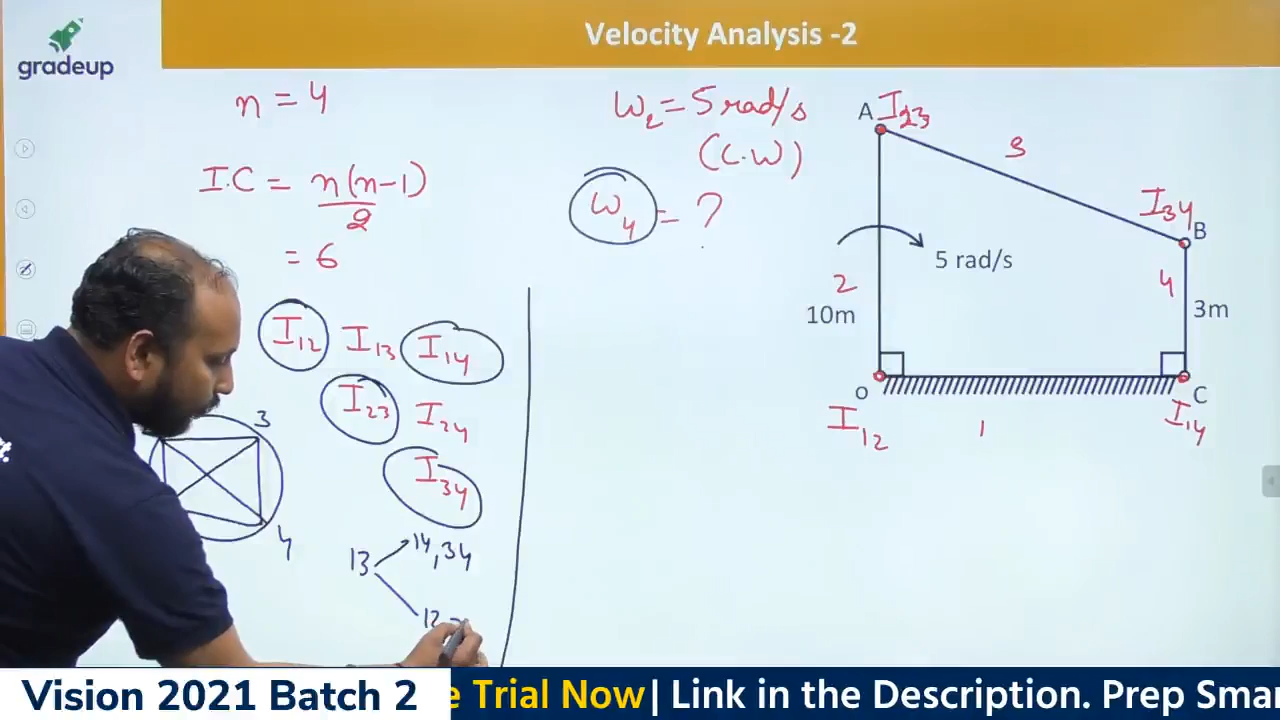 gradeup
Velocity Analysis -2
n = 4
I.C = n(n-1)
2
= 6
I12 I13 I14
I23 I24
I34
3
4
13 14,34
12
ω2 = 5 rad/s
(C.W)
ω4 = ?
A I23
3
I34
B
5 rad/s
2
4
10m
3m
O
C
I12
1
I14
Vision 2021 Batch 2
Trial Now | Link in the Description. Prep